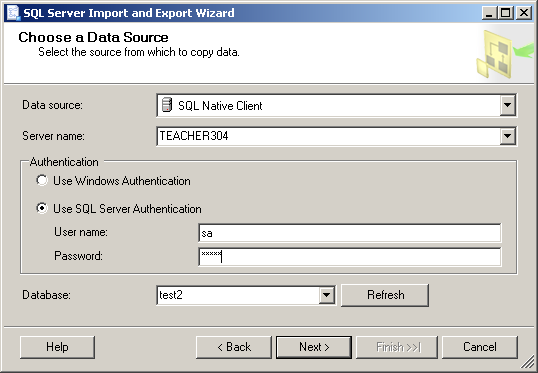 SQL Server Import and Export Wizard
Choose a Data Source
Select the source from which to copy data.
Data source: SQL Native Client
Server name: TEACHER304
Authentication
Use Windows Authentication
Use SQL Server Authentication
User name: sa
Password: *****
Database: test2 Refresh
Help < Back Next > Finish >>| Cancel